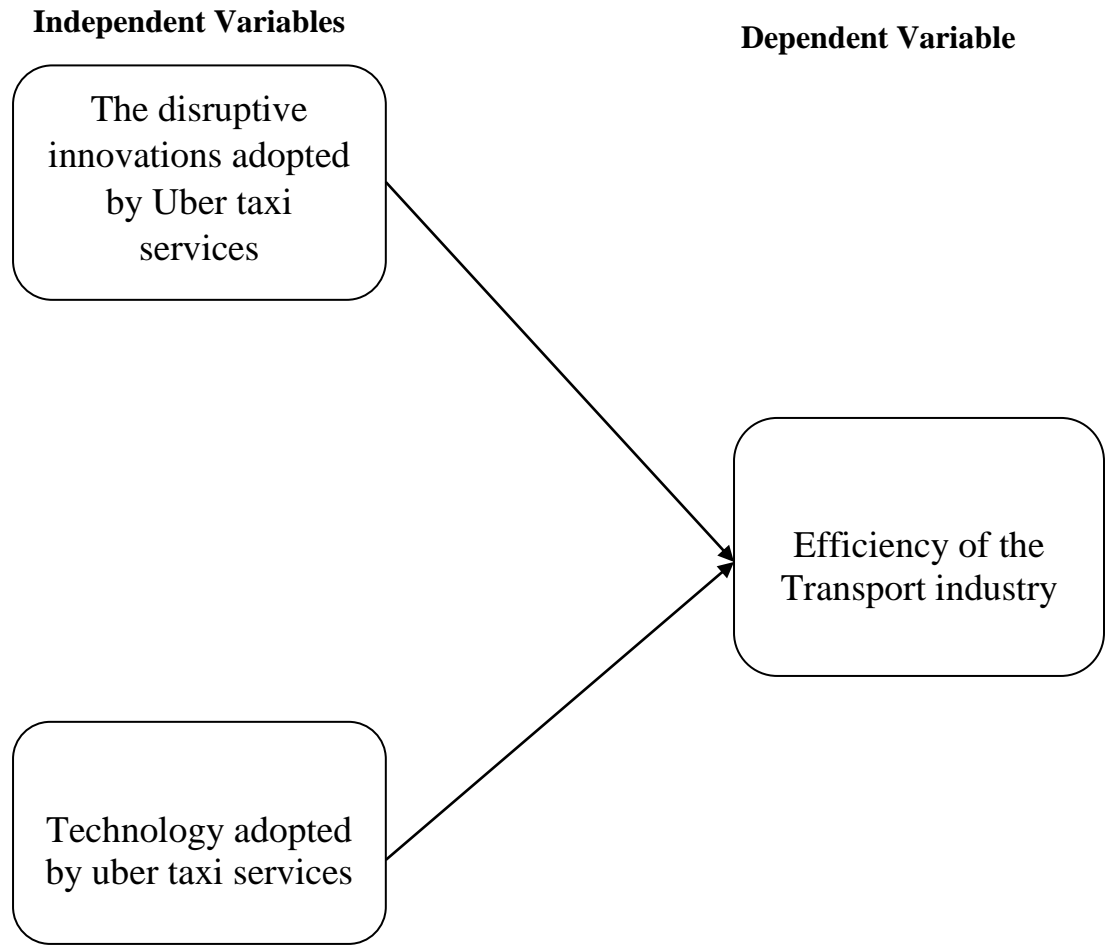 Independent Variables
Dependent Variable
The disruptive
innovations adopted
by Uber taxi
services
Efficiency of the
Transport industry
Technology adopted
by uber taxi services